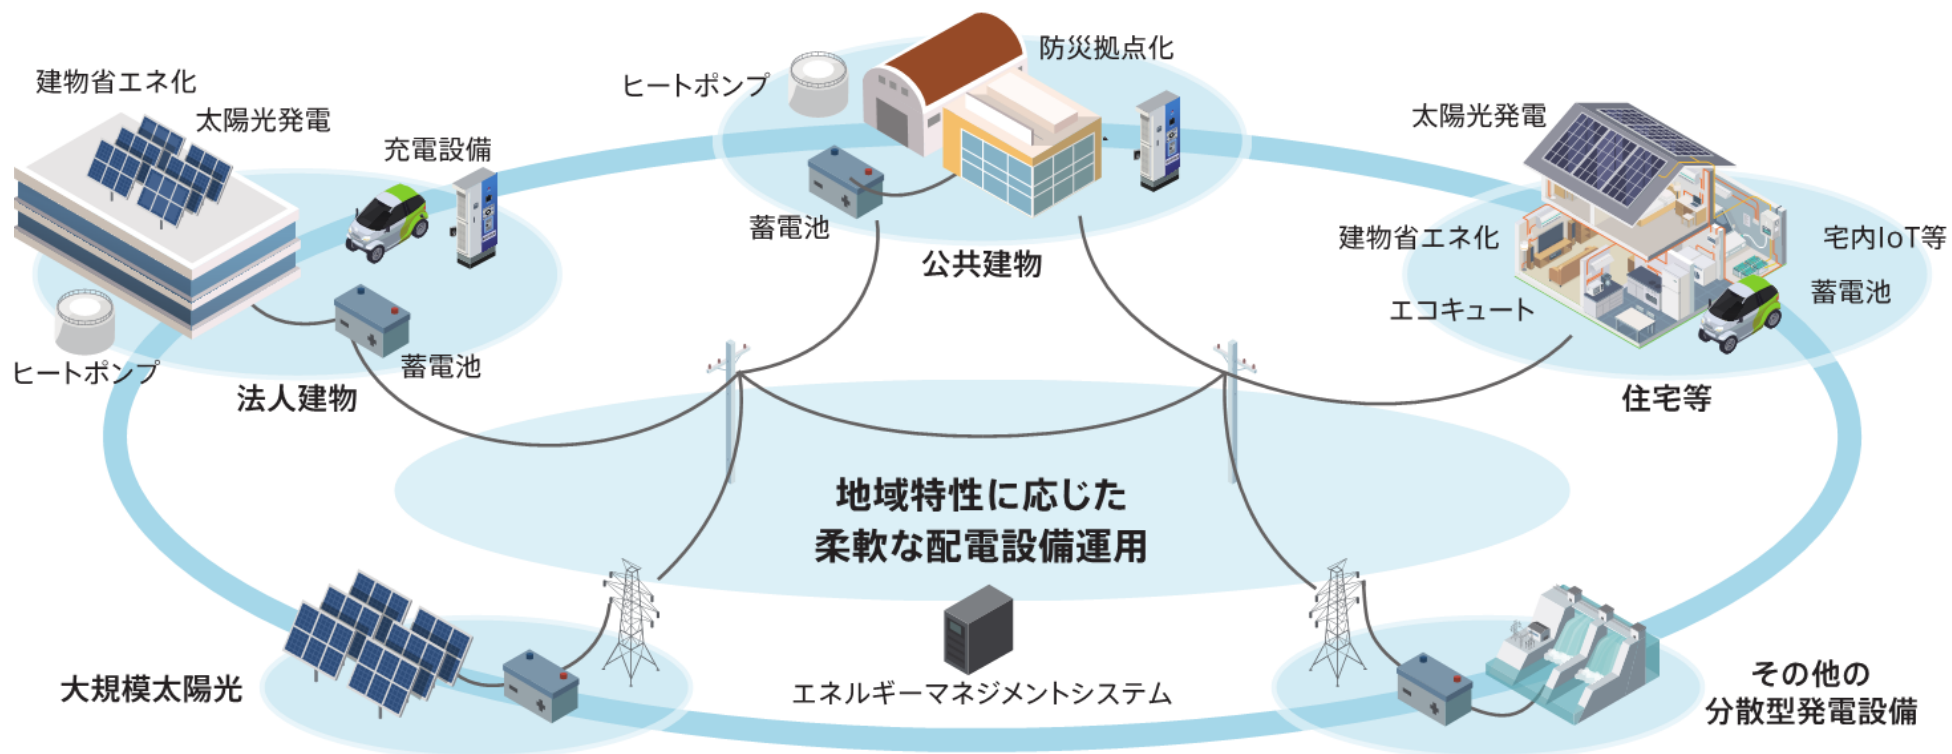 建物省エネ化
太陽光発電
充電設備
ヒートポンプ
蓄電池
法人建物
ヒートポンプ
防災拠点化
蓄電池
公共建物
太陽光発電
建物省エネ化
宅内IoT等
エコキュート
蓄電池
住宅等
地域特性に応じた
柔軟な配電設備運用
エネルギーマネジメントシステム
大規模太陽光
その他の
分散型発電設備